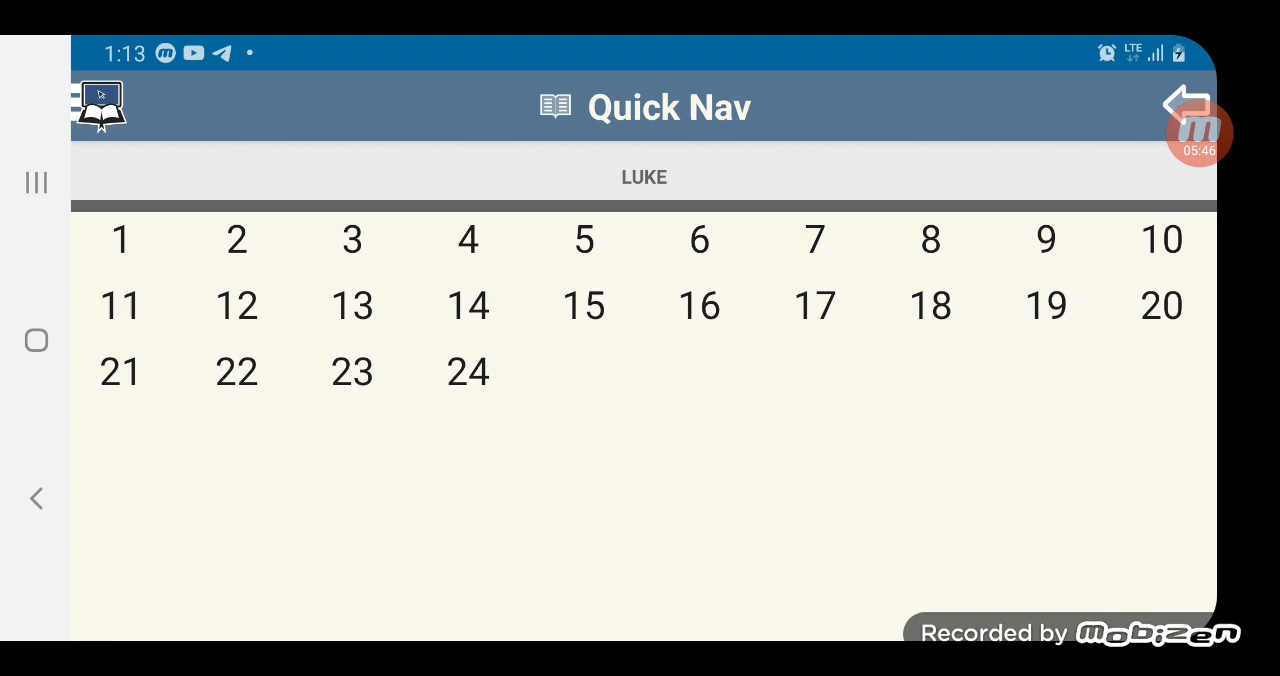 1:13
LTE
Quick Nav
05:46
LUKE
1 2 3 4 5 6 7 8 9 10
11 12 13 14 15 16 17 18 19 20
21 22 23 24
Recorded by mobizen